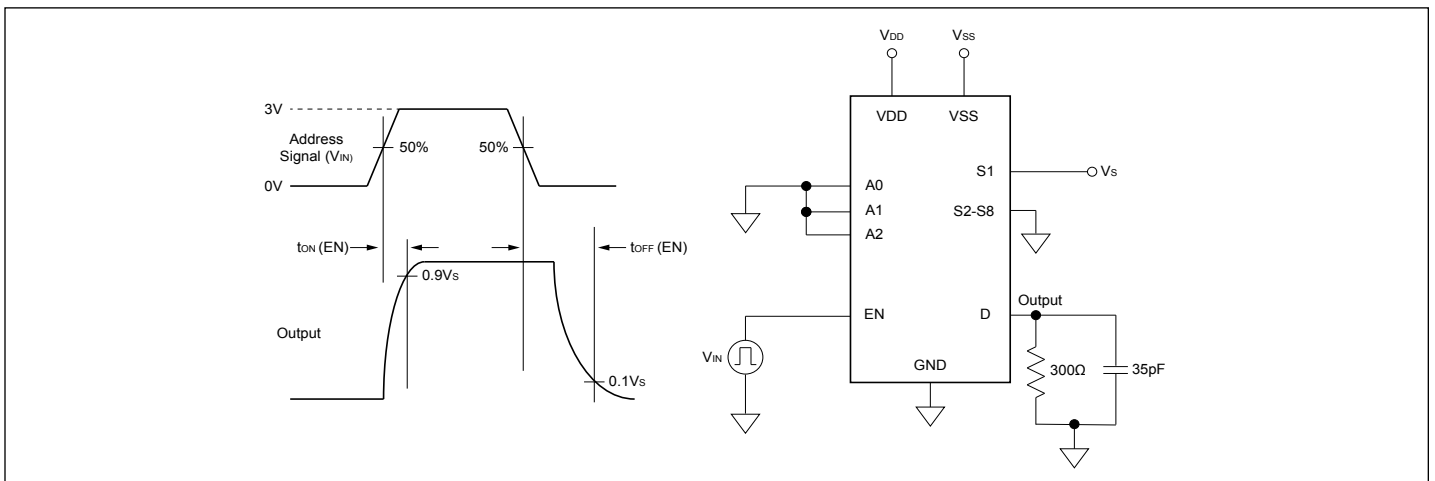 3V
Address
Signal (VIN)
50%
50%
0V
tON (EN)
tOFF (EN)
0.9VS
Output
0.1VS
VDD
VSS
VDD
VSS
S1
VS
A0
A1
S2-S8
A2
Output
EN
D
VIN
GND
300Ω
35pF